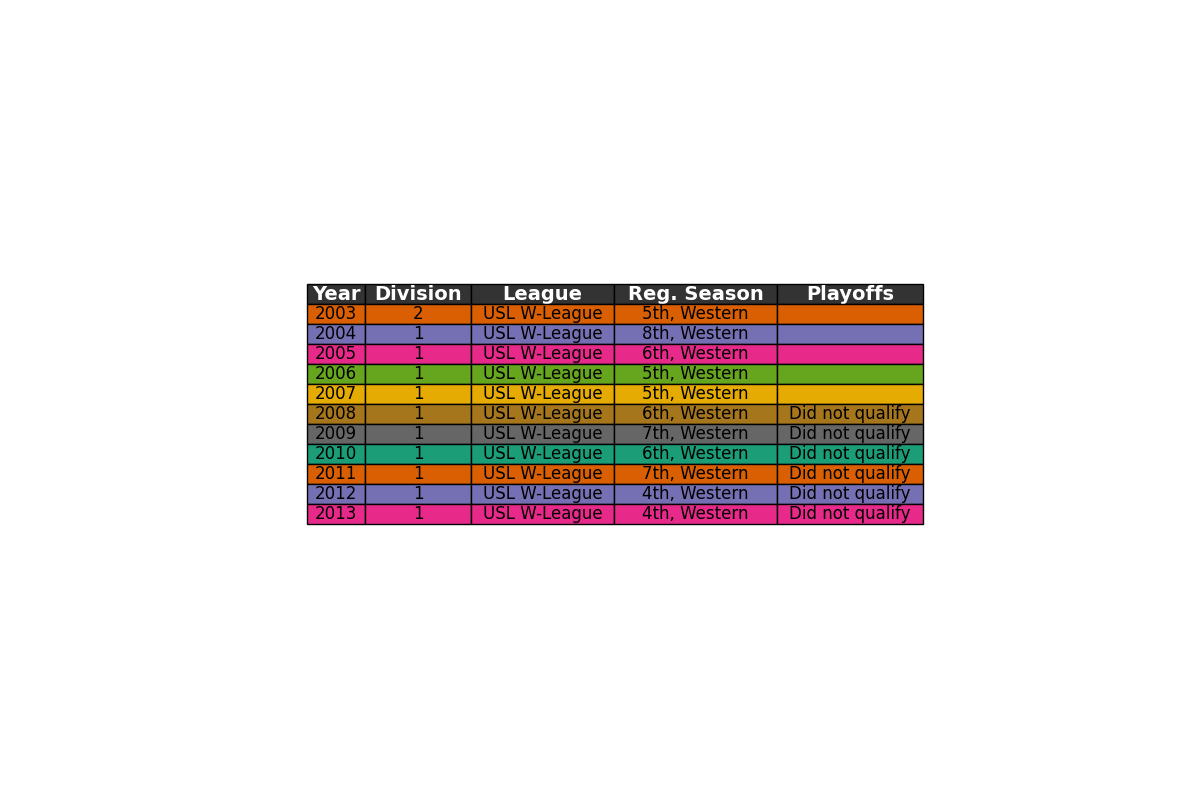 Year Division League Reg. Season Playoffs
2003 2 USL W-League 5th, Western
2004 1 USL W-League 8th, Western
2005 1 USL W-League 6th, Western
2006 1 USL W-League 5th, Western
2007 1 USL W-League 5th, Western
2008 1 USL W-League 6th, Western Did not qualify
2009 1 USL W-League 7th, Western Did not qualify
2010 1 USL W-League 6th, Western Did not qualify
2011 1 USL W-League 7th, Western Did not qualify
2012 1 USL W-League 4th, Western Did not qualify
2013 1 USL W-League 4th, Western Did not qualify